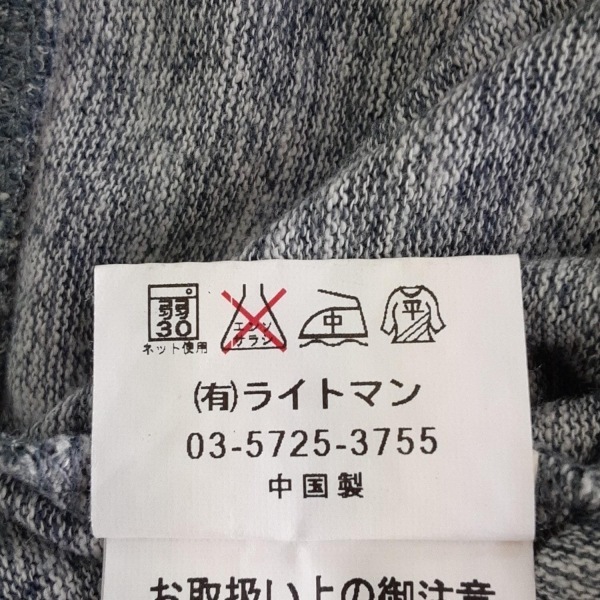 弱
30
ネット使用
エンソ
サラシ
中
平
(有)ライトマン
03-5725-3755
中国製
お取扱い上の御注意